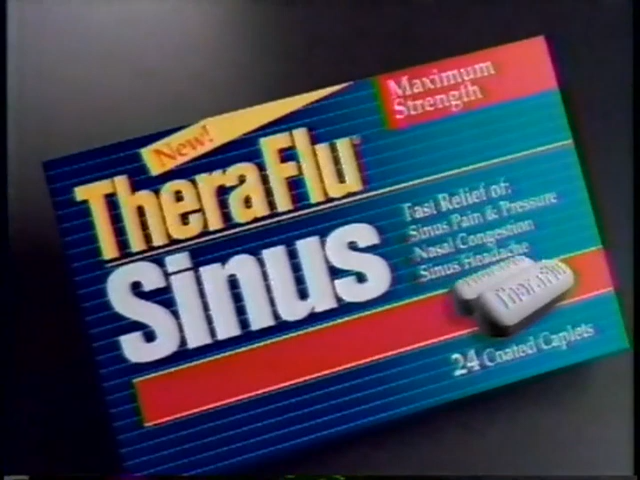 New!
Maximum
Strength
TheraFlu®
Sinus
Fast Relief of:
Sinus Pain & Pressure
Nasal Congestion
Sinus Headache
TheraFlu
24 Coated Caplets